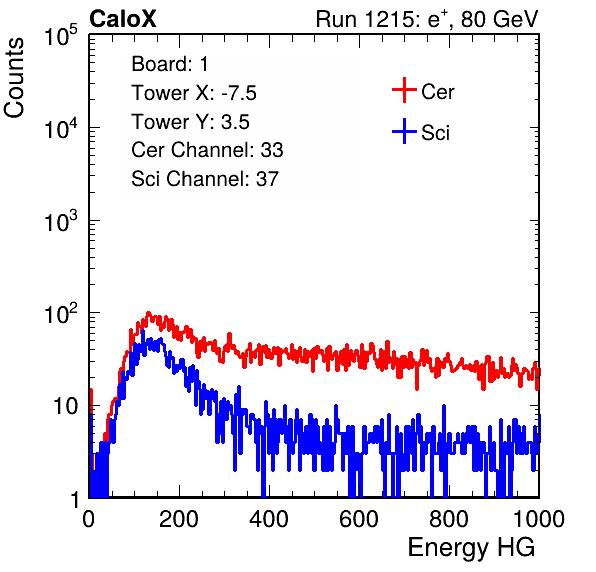 CaloX Run 1215: e⁺, 80 GeV
Counts
Board: 1
Tower X: -7.5
Tower Y: 3.5
Cer Channel: 33
Sci Channel: 37
Cer
Sci
10⁵
10⁴
10³
10²
10
1
0 200 400 600 800 1000
Energy HG